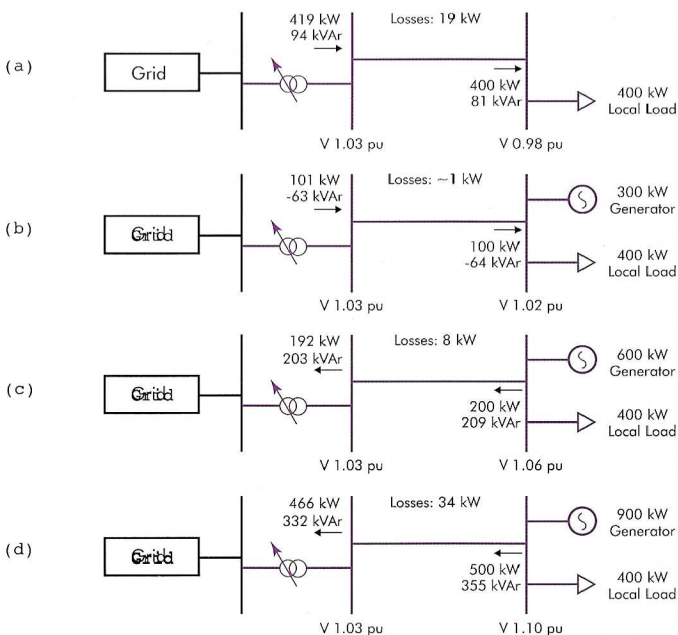 (a)
Grid
419 kW
94 kVAr
Losses: 19 kW
400 kW
81 kVAr
400 kW
Local Load
V 1.03 pu
V 0.98 pu
(b)
Grid
101 kW
-63 kVAr
Losses: ~1 kW
100 kW
-64 kVAr
300 kW
Generator
400 kW
Local Load
V 1.03 pu
V 1.02 pu
(c)
Grid
192 kW
203 kVAr
Losses: 8 kW
200 kW
209 kVAr
600 kW
Generator
400 kW
Local Load
V 1.03 pu
V 1.06 pu
(d)
Grid
466 kW
332 kVAr
Losses: 34 kW
500 kW
355 kVAr
900 kW
Generator
400 kW
Local Load
V 1.03 pu
V 1.10 pu